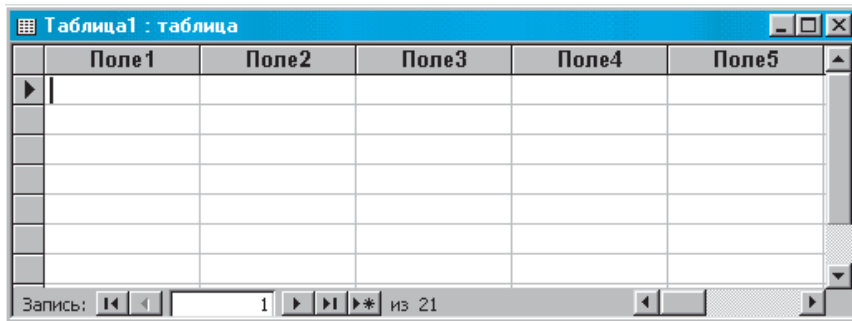 Таблица1 : таблица
Поле1 Поле2 Поле3 Поле4 Поле5
Запись: 1 из 21